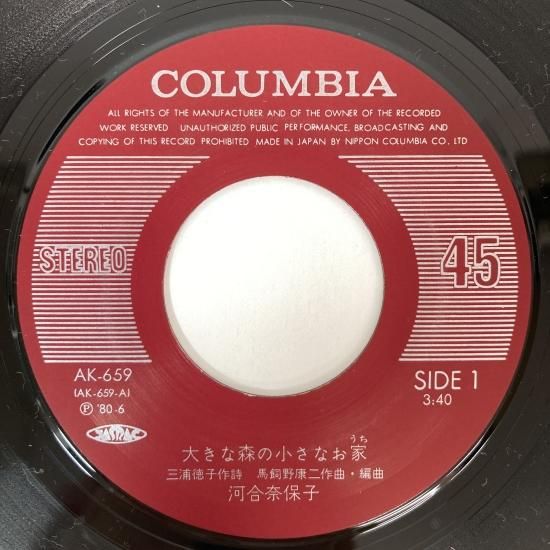 COLUMBIA
ALL RIGHTS OF THE MANUFACTURER AND OF THE OWNER OF THE RECORDED
WORK RESERVED UNAUTHORIZED PUBLIC PERFORMANCE, BROADCASTING AND
COPYING OF THIS RECORD PROHIBITED MADE IN JAPAN BY NIPPON COLUMBIA CO., LTD
STEREO
45
AK-659
(AK-659-A)
Ⓟ '80-6
JASRAC
SIDE 1
3:40
うち
大きな森の小さなお家
三浦徳子作詩 馬飼野康二作曲・編曲
河合奈保子